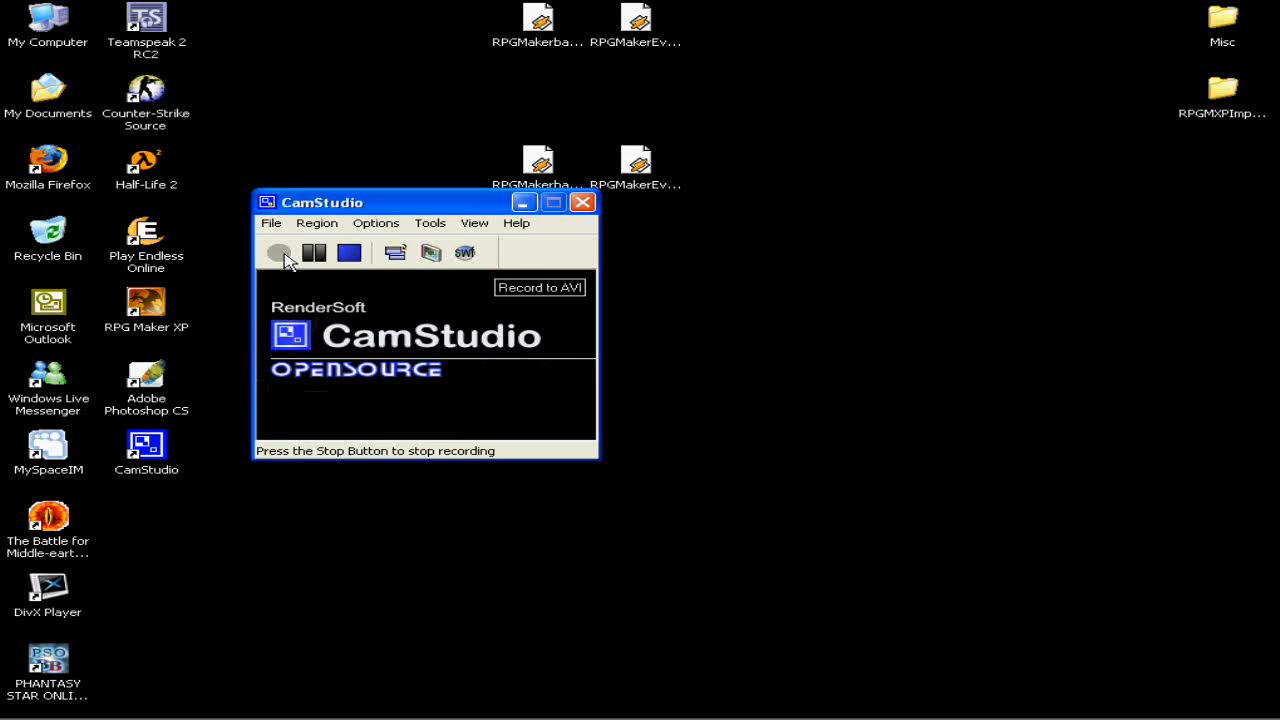 My Computer
Teamspeak 2
RC2
RPGMakerba...
RPGMakerEv...
Misc
My Documents
Counter-Strike
Source
RPGMXPImp...
Mozilla Firefox
Half-Life 2
RPGMakerba...
RPGMakerEv...
CamStudio
File Region Options Tools View Help
SWF
Record to AVI
RenderSoft
CamStudio
OPENSOURCE
Press the Stop Button to stop recording
Recycle Bin
Play Endless
Online
Microsoft
Outlook
RPG Maker XP
Windows Live
Messenger
Adobe
Photoshop CS
MySpaceIM
CamStudio
The Battle for
Middle-eart...
DivX Player
PSO
BB
PHANTASY
STAR ONLI...